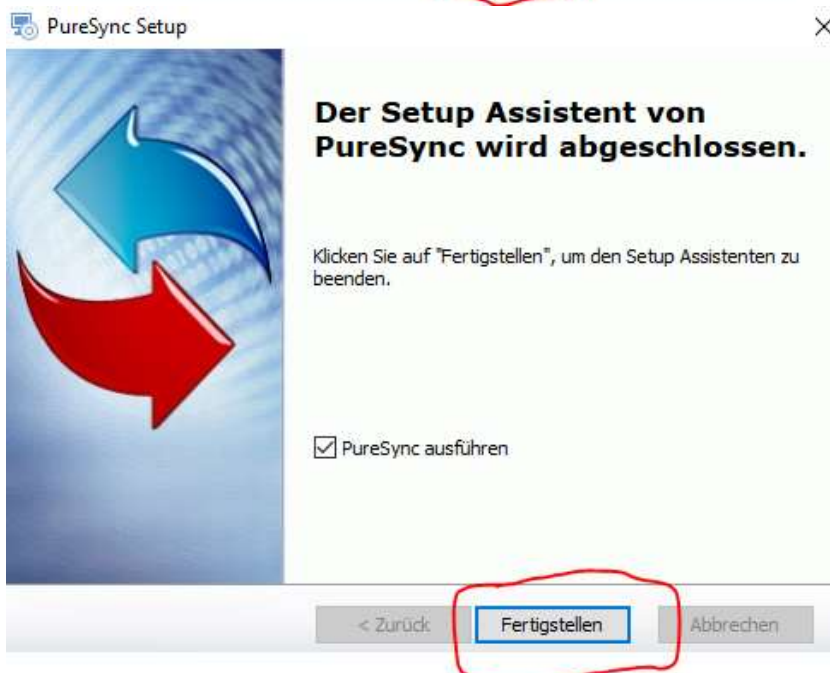 PureSync Setup
Der Setup Assistent von
PureSync wird abgeschlossen.
Klicken Sie auf "Fertigstellen", um den Setup Assistenten zu
beenden.
PureSync ausführen
< Zurück Fertigstellen Abbrechen